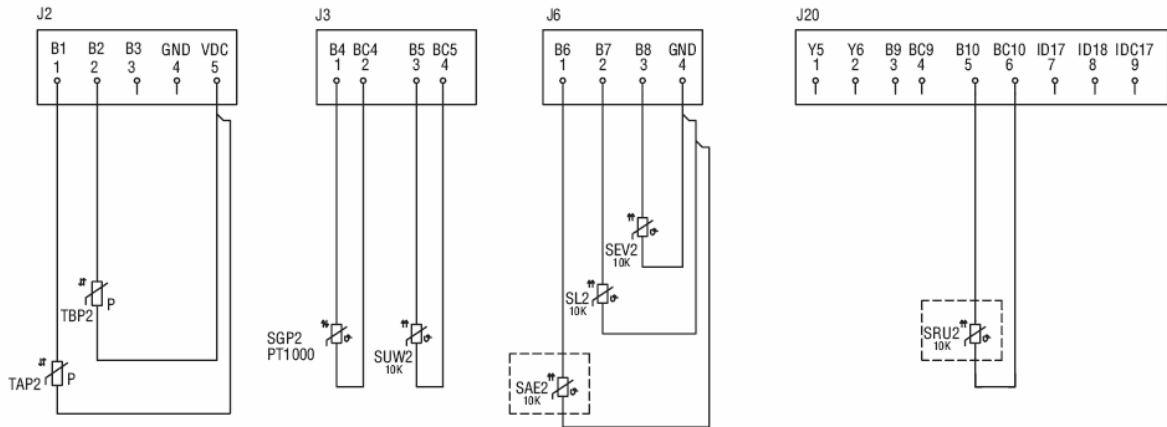 J2
B1 B2 B3 GND VDC
1 2 3 4 5
TBP2 P
TAP2 P
J3
B4 BC4 B5 BC5
1 2 3 4
SGP2
PT1000
SUW2
10K
J6
B6 B7 B8 GND
1 2 3 4
SEV2
10K
SL2
10K
SAE2
10K
J20
Y5 Y6 B9 BC9 B10 BC10 ID17 ID18 IDC17
1 2 3 4 5 6 7 8 9
SRU2
10K